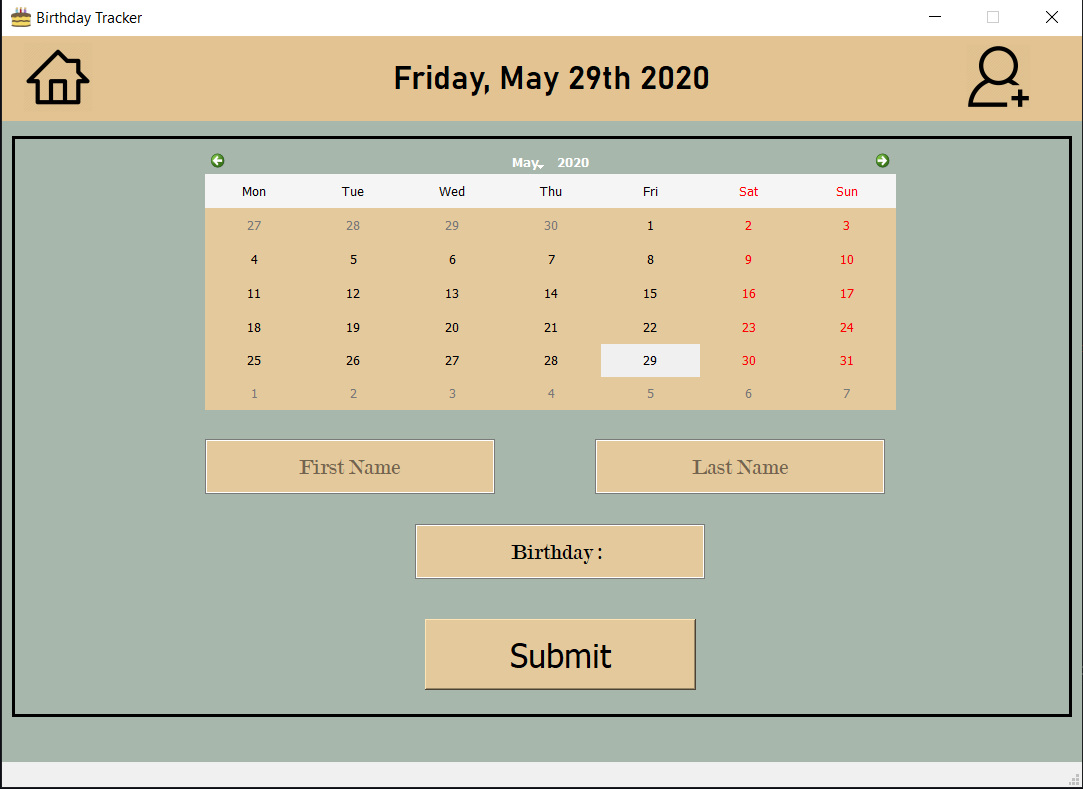 Birthday Tracker
Friday, May 29th 2020
May 2020
Mon Tue Wed Thu Fri Sat Sun
27 28 29 30 1 2 3
4 5 6 7 8 9 10
11 12 13 14 15 16 17
18 19 20 21 22 23 24
25 26 27 28 29 30 31
1 2 3 4 5 6 7
First Name Last Name
Birthday :
Submit